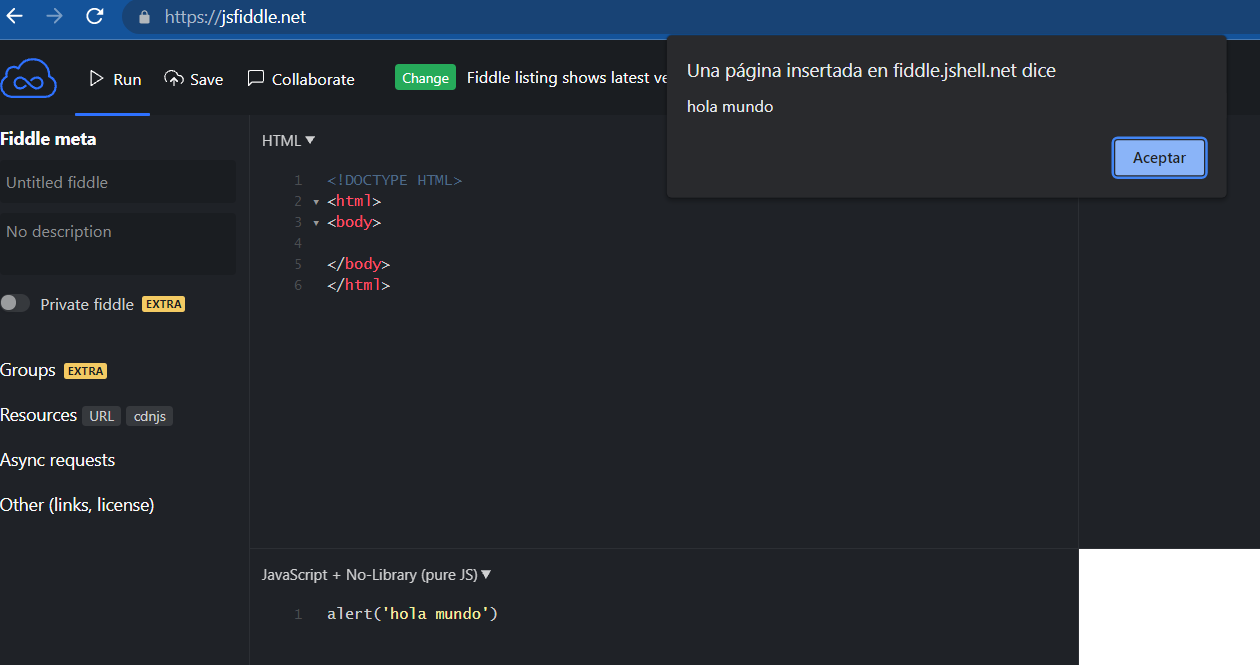 https://jsfiddle.net
Run Save Collaborate Change Fiddle listing shows latest ve
Una página insertada en fiddle.jshell.net dice
hola mundo
Aceptar
Fiddle meta
Untitled fiddle
No description
Private fiddle EXTRA
Groups EXTRA
Resources URL cdnjs
Async requests
Other (links, license)
HTML ▼
1 <!DOCTYPE HTML>
2 ▾ <html>
3 ▾ <body>
4
5 </body>
6 </html>
JavaScript + No-Library (pure JS) ▼
1 alert('hola mundo')